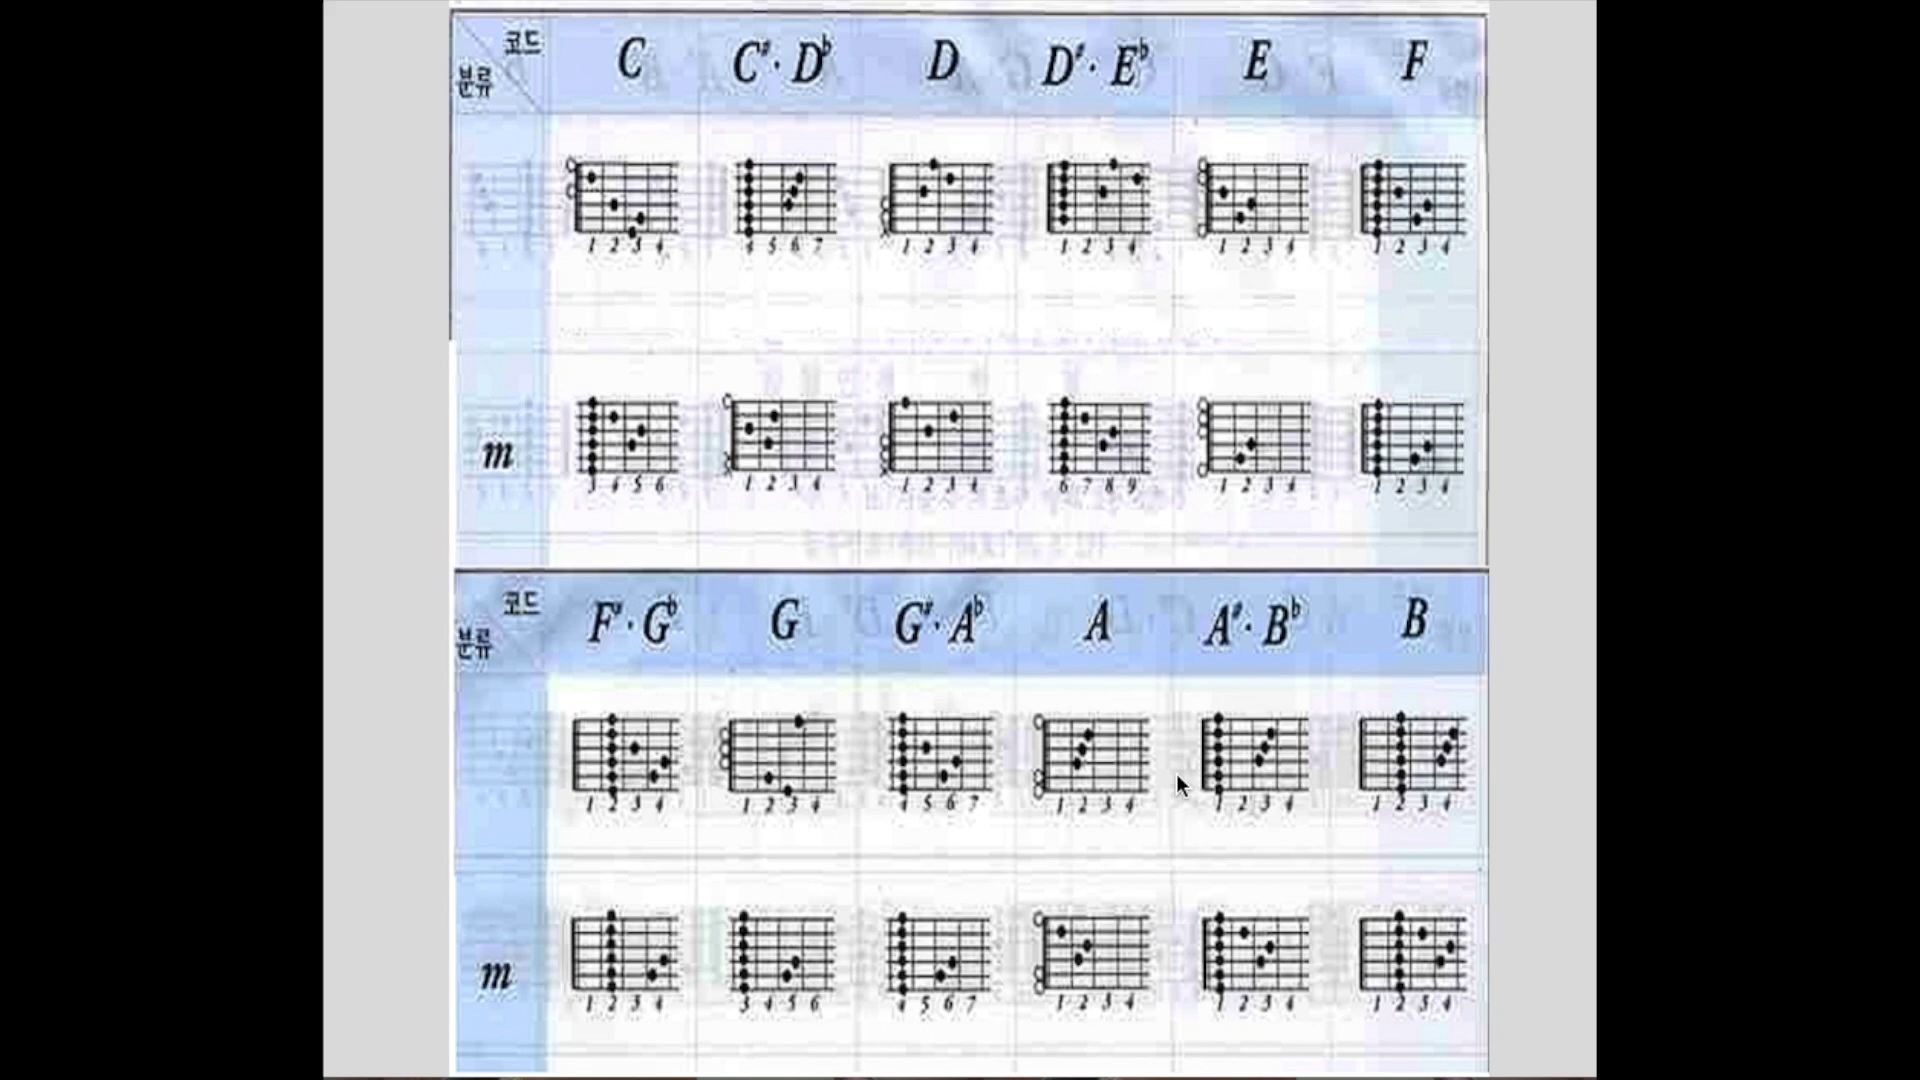 코드 C C#·D♭ D D#·E♭ E F
분류
1 2 3 4 4 5 6 7 1 2 3 4 1 2 3 4 1 2 3 4 1 2 3 4
m
3 4 5 6 1 2 3 4 1 2 3 4 6 7 8 9 1 2 3 4 1 2 3 4
코드 F#·G♭ G G#·A♭ A A#·B♭ B
분류
1 2 3 4 1 2 3 4 4 5 6 7 1 2 3 4 1 2 3 4 1 2 3 4
m
1 2 3 4 3 4 5 6 4 5 6 7 1 2 3 4 1 2 3 4 1 2 3 4